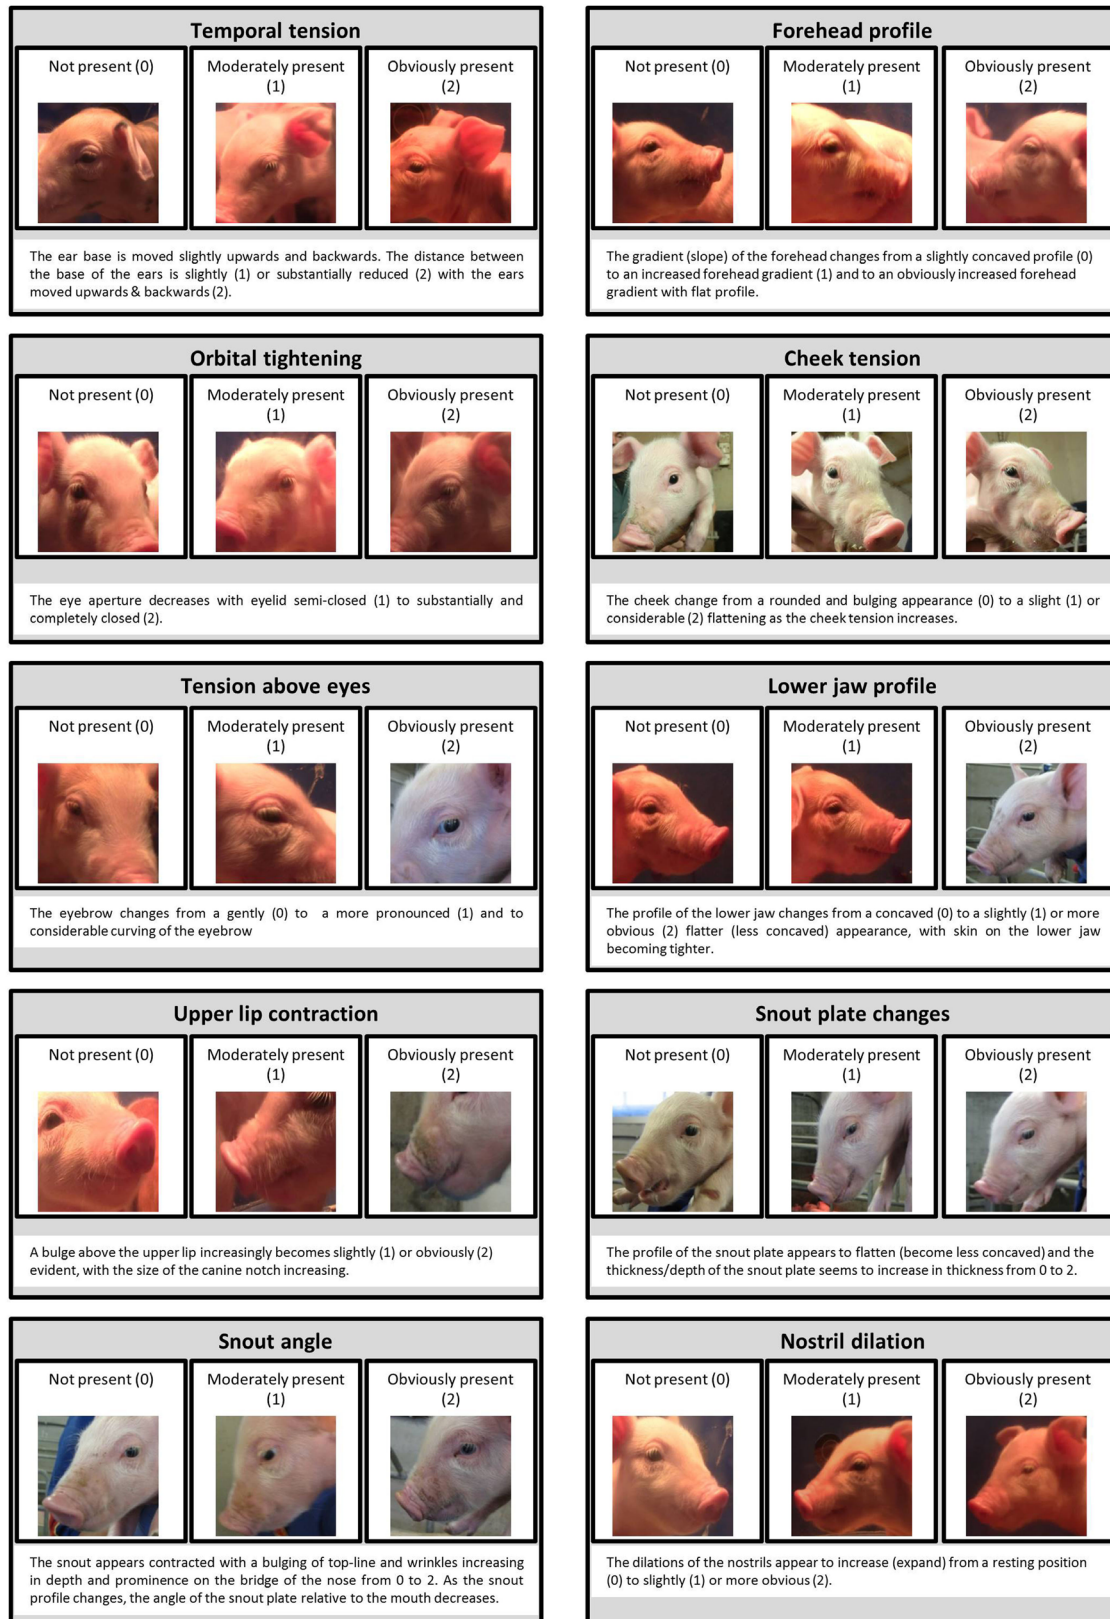 Temporal tension
Not present (0)
Moderately present
(1)
Obviously present
(2)
The ear base is moved slightly upwards and backwards. The distance between
the base of the ears is slightly (1) or substantially reduced (2) with the ears
moved upwards & backwards (2).
Forehead profile
Not present (0)
Moderately present
(1)
Obviously present
(2)
The gradient (slope) of the forehead changes from a slightly concaved profile (0)
to an increased forehead gradient (1) and to an obviously increased forehead
gradient with flat profile.
Orbital tightening
Not present (0)
Moderately present
(1)
Obviously present
(2)
The eye aperture decreases with eyelid semi-closed (1) to substantially and
completely closed (2).
Cheek tension
Not present (0)
Moderately present
(1)
Obviously present
(2)
The cheek change from a rounded and bulging appearance (0) to a slight (1) or
considerable (2) flattening as the cheek tension increases.
Tension above eyes
Not present (0)
Moderately present
(1)
Obviously present
(2)
The eyebrow changes from a gently (0) to a more pronounced (1) and to
considerable curving of the eyebrow
Lower jaw profile
Not present (0)
Moderately present
(1)
Obviously present
(2)
The profile of the lower jaw changes from a concaved (0) to a slightly (1) or more
obvious (2) flatter (less concaved) appearance, with skin on the lower jaw
becoming tighter.
Upper lip contraction
Not present (0)
Moderately present
(1)
Obviously present
(2)
A bulge above the upper lip increasingly becomes slightly (1) or obviously (2)
evident, with the size of the canine notch increasing.
Snout plate changes
Not present (0)
Moderately present
(1)
Obviously present
(2)
The profile of the snout plate appears to flatten (become less concaved) and the
thickness/depth of the snout plate seems to increase in thickness from 0 to 2.
Snout angle
Not present (0)
Moderately present
(1)
Obviously present
(2)
The snout appears contracted with a bulging of top-line and wrinkles increasing
in depth and prominence on the bridge of the nose from 0 to 2. As the snout
profile changes, the angle of the snout plate relative to the mouth decreases.
Nostril dilation
Not present (0)
Moderately present
(1)
Obviously present
(2)
The dilations of the nostrils appear to increase (expand) from a resting position
(0) to slightly (1) or more obvious (2).